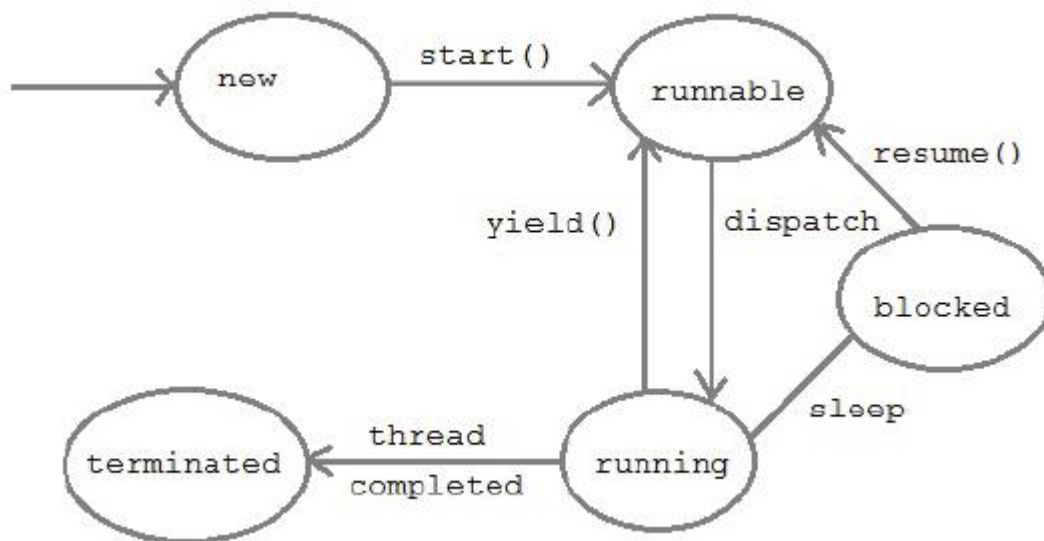 new
start()
runnable
resume()
yield()
dispatch
blocked
sleep
thread
completed
terminated
running